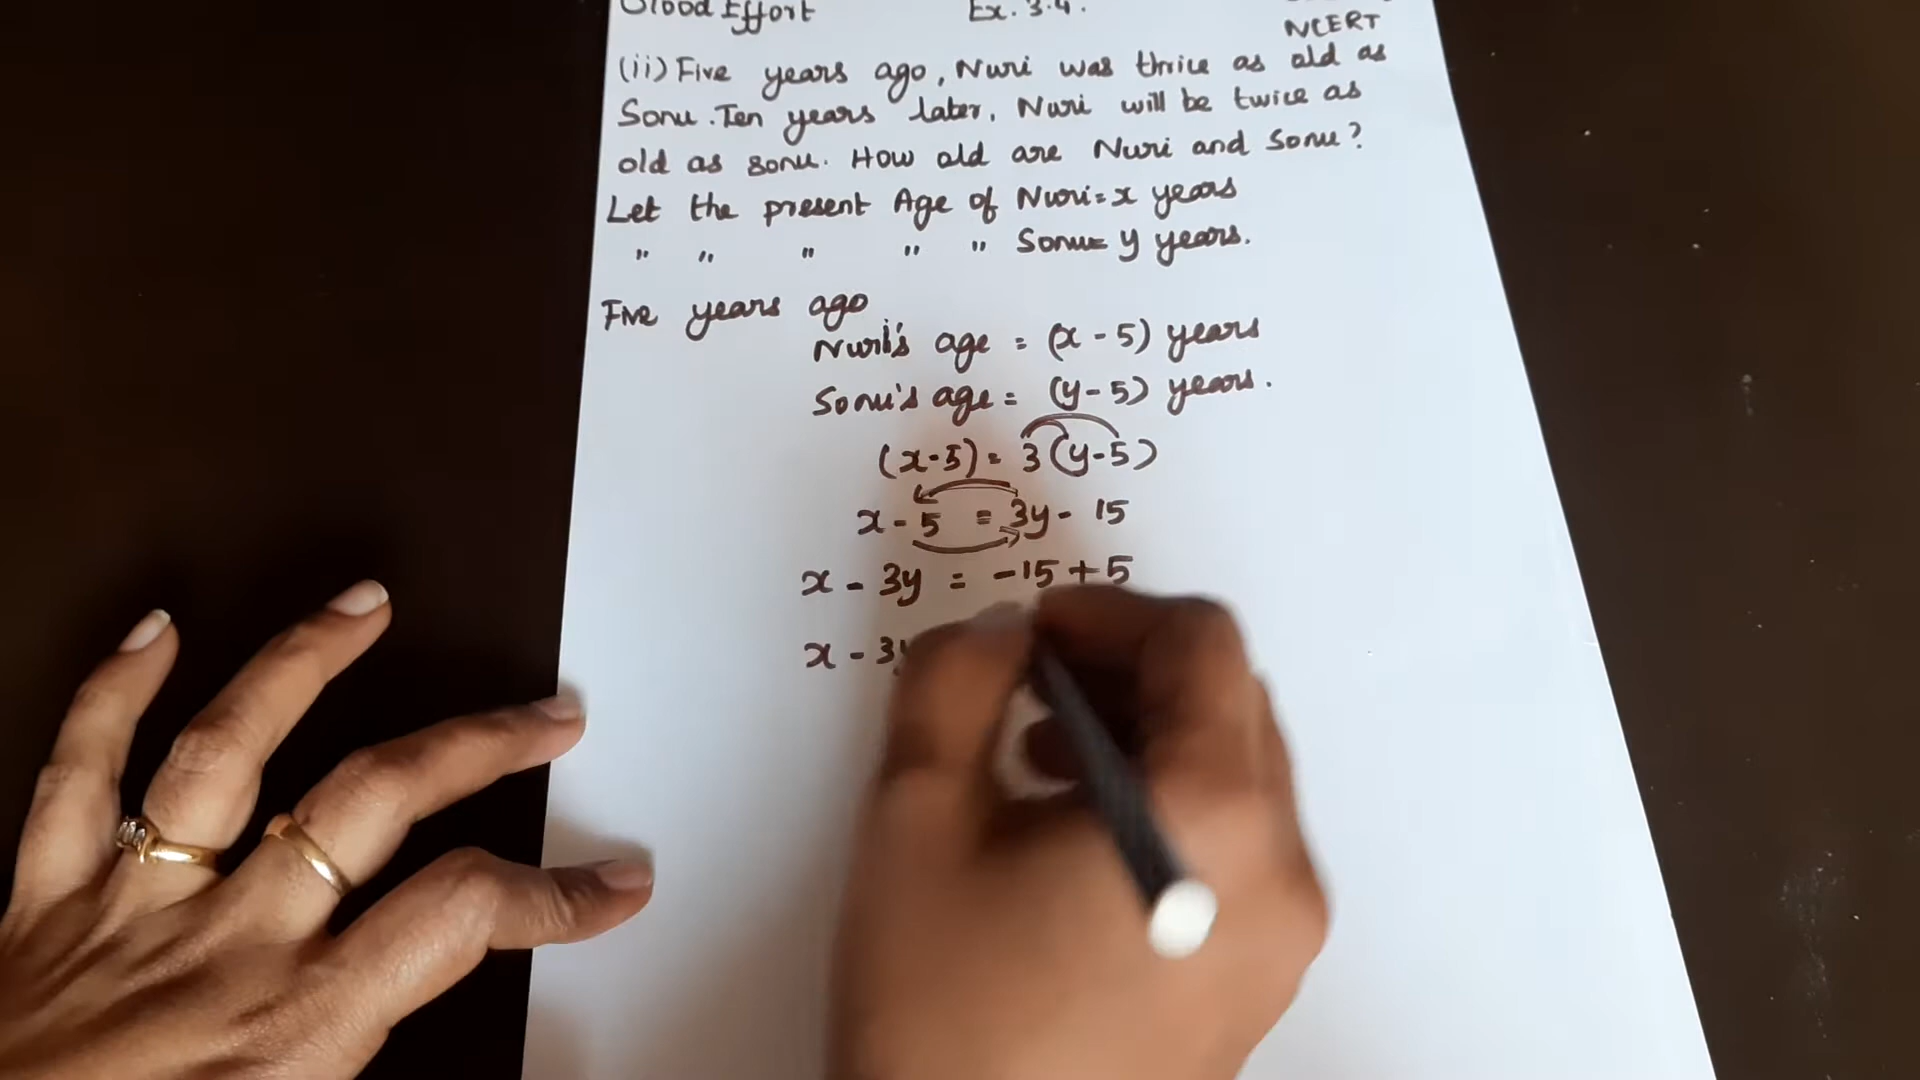 Effort Ex. 3.4.
NCERT
(ii) Five years ago, Nuri was thrice as old as
Sonu. Ten years later, Nuri will be twice as
old as sonu. How old are Nuri and Sonu?
Let the present Age of Nuri = x years
" " " " " Sonu = y years.
Five years ago
Nuri's age = (x - 5) years
Sonu's age = (y - 5) years.
(x - 5) = 3 (y - 5)
x - 5 = 3y - 15
x - 3y = -15 + 5
x - 3y